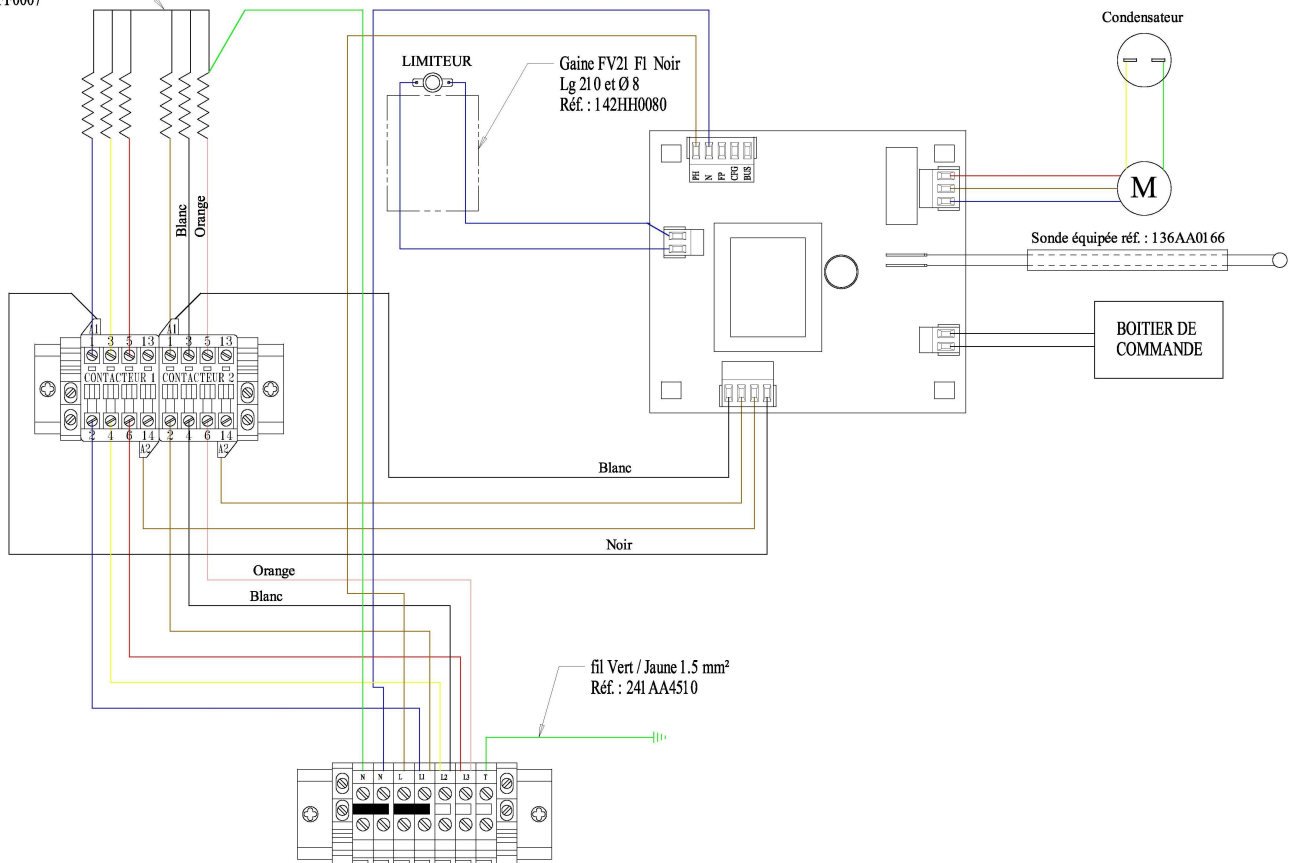 Condensateur
LIMITEUR
Gaine FV21 F1 Noir
Lg 210 et Ø 8
Réf. : 142HH0080
PH
N
FP
CFG
BUS
M
Blanc
Orange
Sonde équipée réf. : 136AA0166
BOITIER DE
COMMANDE
A1
A1
1 3 5 13 1 3 5 13
CONTACTEUR 1 CONTACTEUR 2
2 4 6 14 2 4 6 14
A2
A2
Blanc
Noir
Orange
Blanc
fil Vert / Jaune 1.5 mm²
Réf. : 241AA4510
N N L L1 L2 L3 T